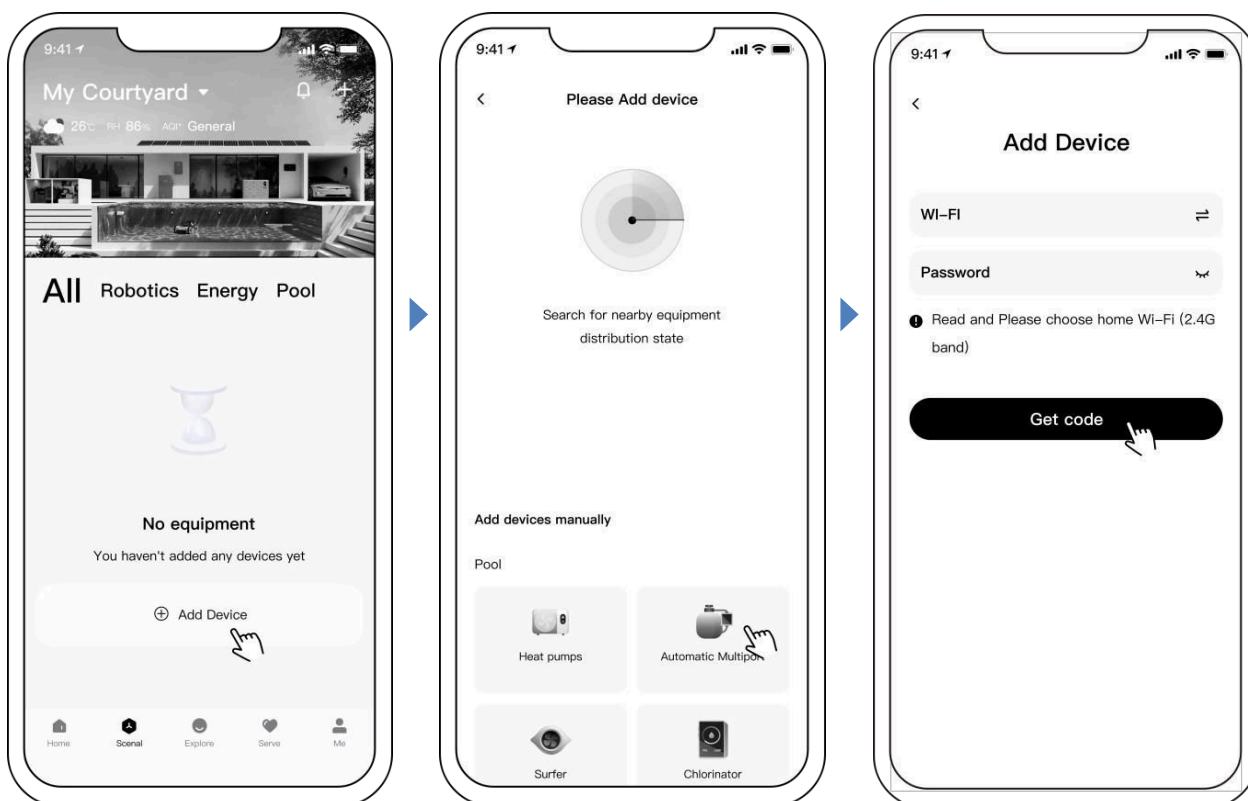 9:41
My Courtyard
26℃ RH 86% AQI* General
All Robotics Energy Pool
No equipment
You haven't added any devices yet
Add Device
Home Scenal Explore Serve Me
9:41
Please Add device
Search for nearby equipment
distribution state
Add devices manually
Pool
Heat pumps Automatic
Surfer Chlorinator
9:41
Add Device
WI-FI
Password
Read and Please choose home Wi-Fi (2.4G
band)
Get code